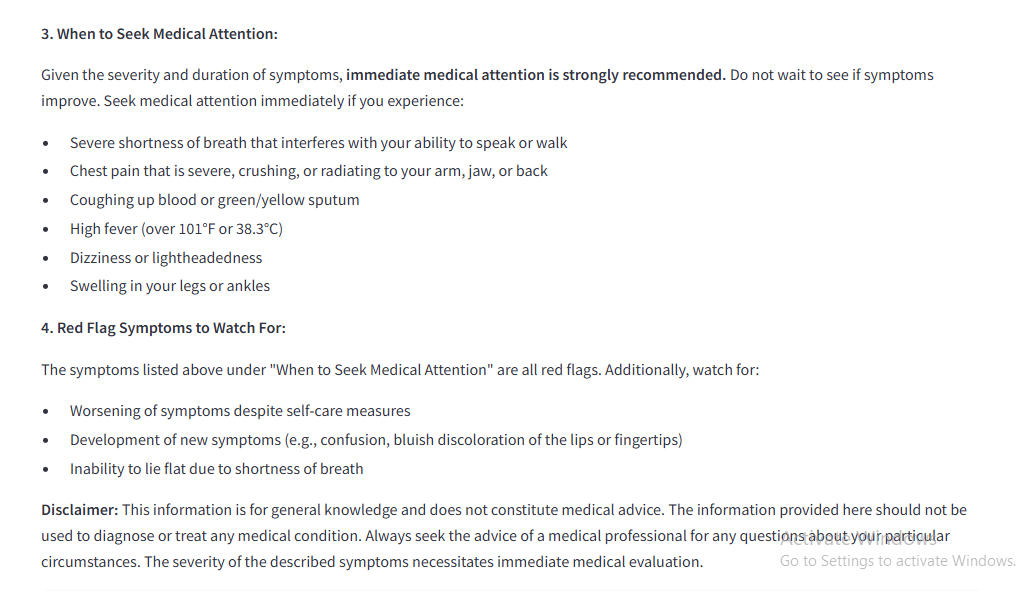 3. When to Seek Medical Attention:
Given the severity and duration of symptoms, immediate medical attention is strongly recommended. Do not wait to see if symptoms
improve. Seek medical attention immediately if you experience:
• Severe shortness of breath that interferes with your ability to speak or walk
• Chest pain that is severe, crushing, or radiating to your arm, jaw, or back
• Coughing up blood or green/yellow sputum
• High fever (over 101°F or 38.3°C)
• Dizziness or lightheadedness
• Swelling in your legs or ankles
4. Red Flag Symptoms to Watch For:
The symptoms listed above under "When to Seek Medical Attention" are all red flags. Additionally, watch for:
• Worsening of symptoms despite self-care measures
• Development of new symptoms (e.g., confusion, bluish discoloration of the lips or fingertips)
• Inability to lie flat due to shortness of breath
Disclaimer: This information is for general knowledge and does not constitute medical advice. The information provided here should not be
used to diagnose or treat any medical condition. Always seek the advice of a medical professional for any questions about your particular
circumstances. The severity of the described symptoms necessitates immediate medical evaluation.
Activate Windows
Go to Settings to activate Windows.